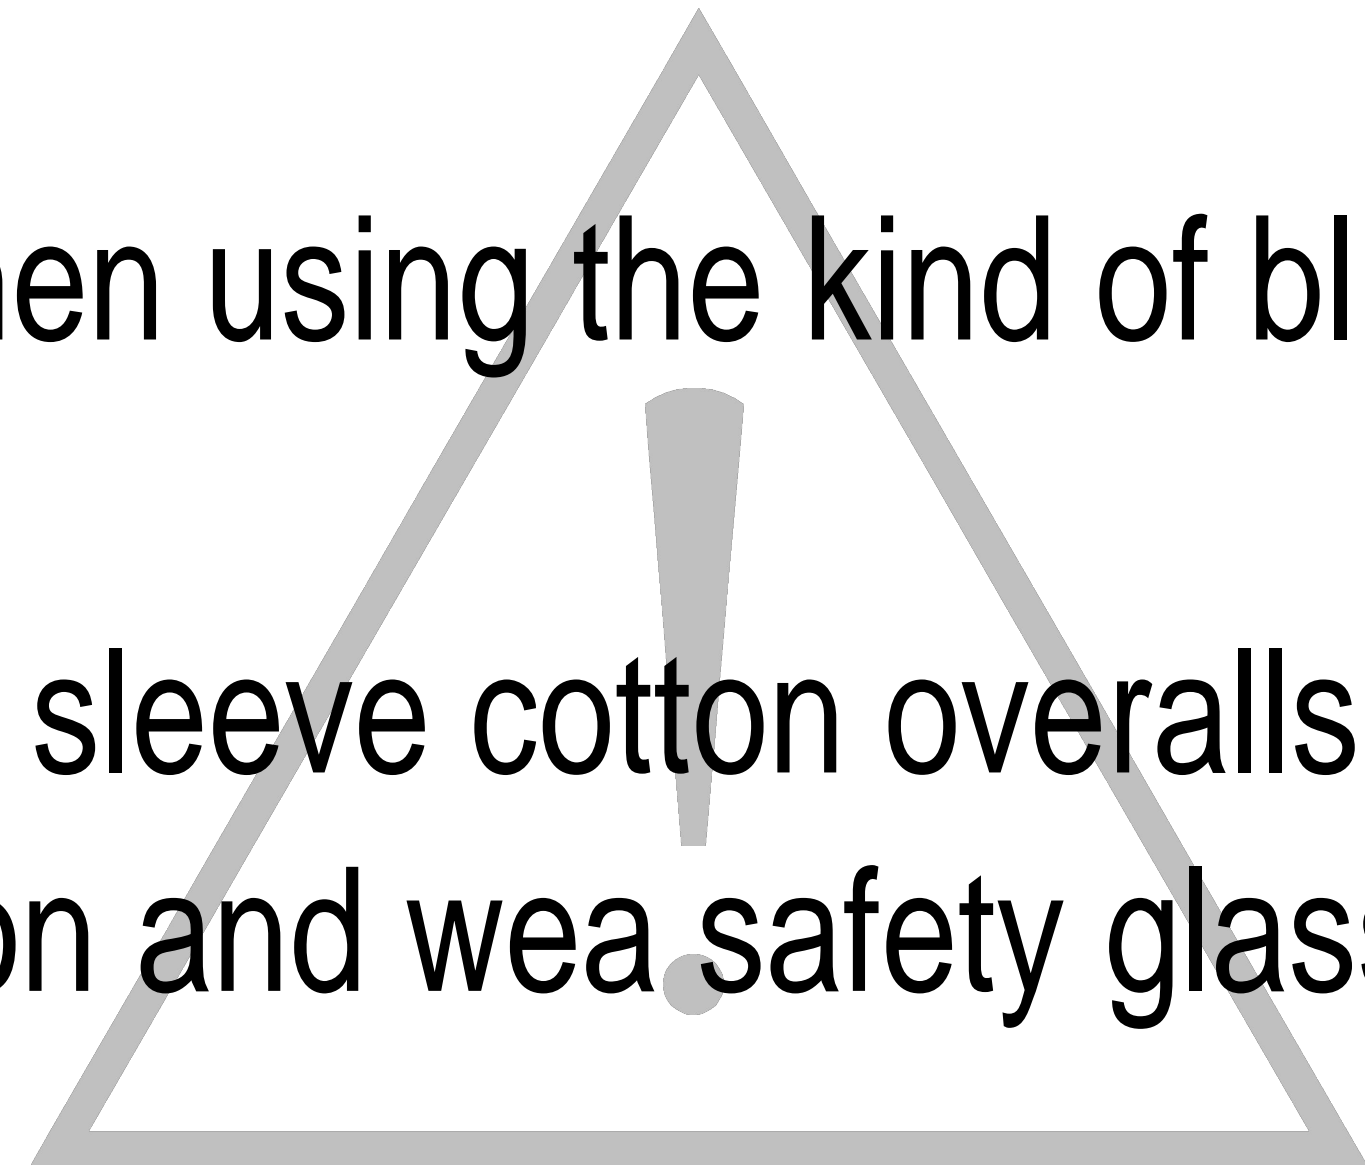 hen using the kind of bl
sleeve cotton overalls
on and wea safety glass